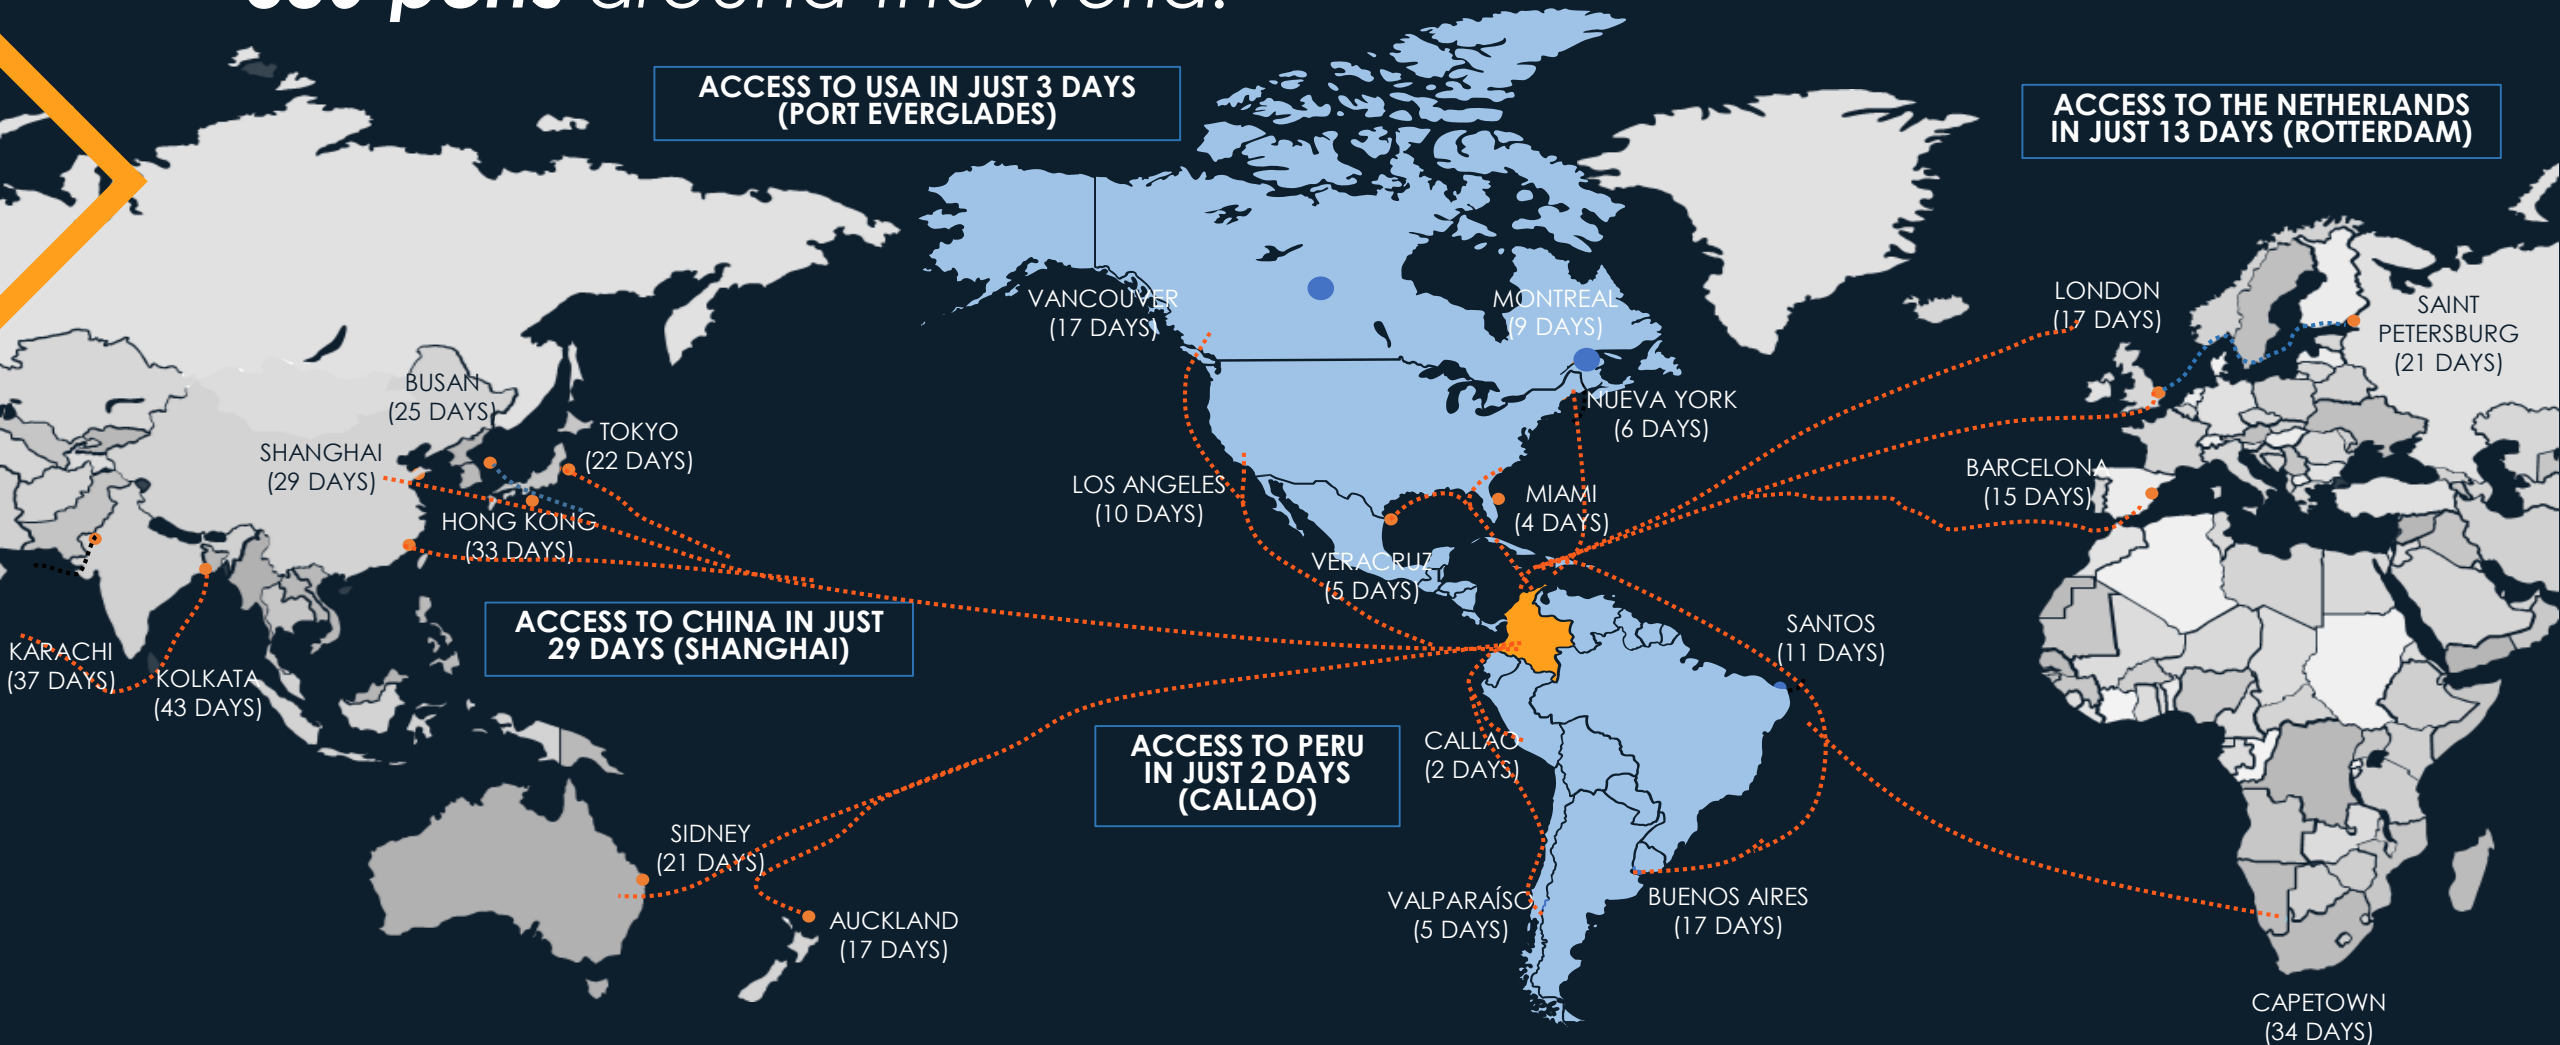 ports around the world.
ACCESS TO USA IN JUST 3 DAYS
(PORT EVERGLADES)
ACCESS TO THE NETHERLANDS
IN JUST 13 DAYS (ROTTERDAM)
VANCOUVER
(17 DAYS)
MONTREAL
(9 DAYS)
LONDON
(17 DAYS)
SAINT
PETERSBURG
(21 DAYS)
BUSAN
(25 DAYS)
NUEVA YORK
(6 DAYS)
TOKYO
(22 DAYS)
SHANGHAI
(29 DAYS)
BARCELONA
(15 DAYS)
LOS ANGELES
(10 DAYS)
MIAMI
(4 DAYS)
HONG KONG
(33 DAYS)
VERACRUZ
(5 DAYS)
ACCESS TO CHINA IN JUST
29 DAYS (SHANGHAI)
SANTOS
(11 DAYS)
KARACHI
(37 DAYS)
KOLKATA
(43 DAYS)
ACCESS TO PERU
IN JUST 2 DAYS
(CALLAO)
CALLAO
(2 DAYS)
SIDNEY
(21 DAYS)
VALPARAÍSO
(5 DAYS)
BUENOS AIRES
(17 DAYS)
AUCKLAND
(17 DAYS)
CAPETOWN
(34 DAYS)